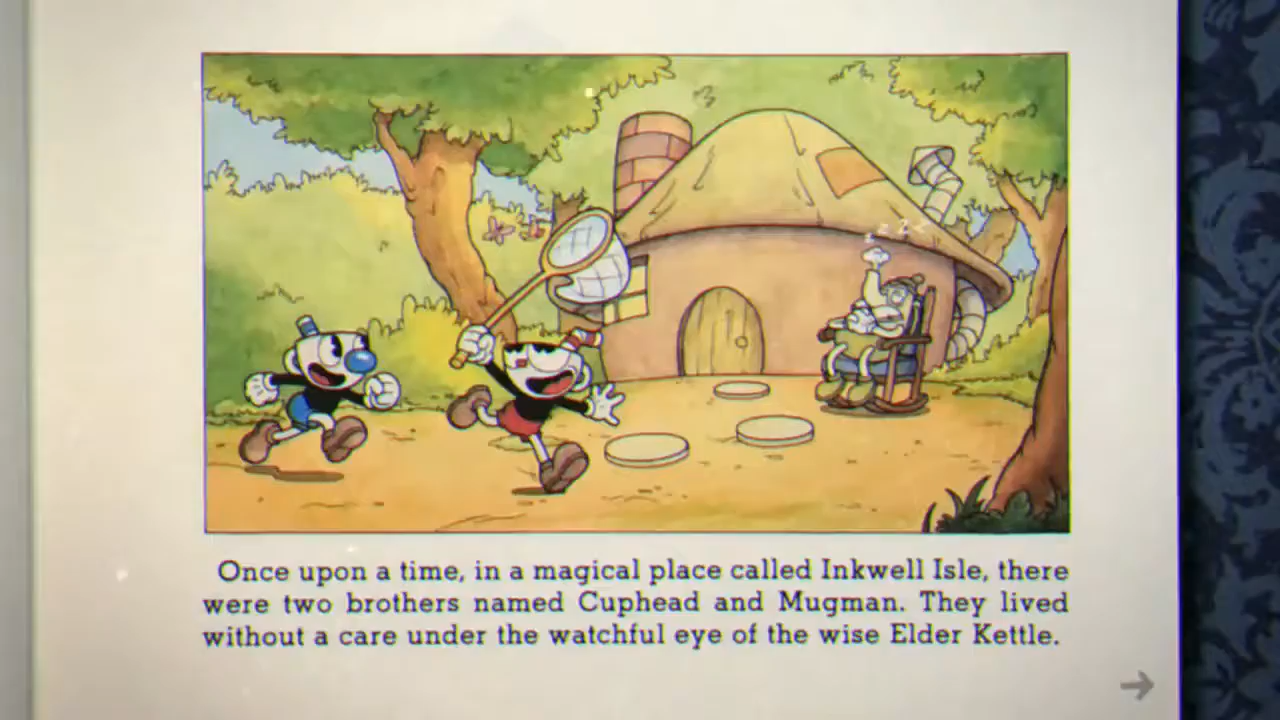 z z z z
Once upon a time, in a magical place called Inkwell Isle, there
were two brothers named Cuphead and Mugman. They lived
without a care under the watchful eye of the wise Elder Kettle.